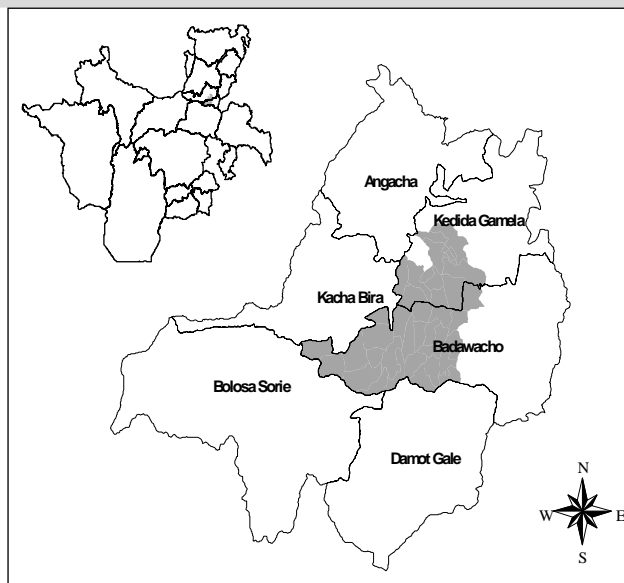 Angacha
Kedida Gamela
Kacha Bira
Badawacho
Bolosa Sorie
Damot Gale
N
W E
S